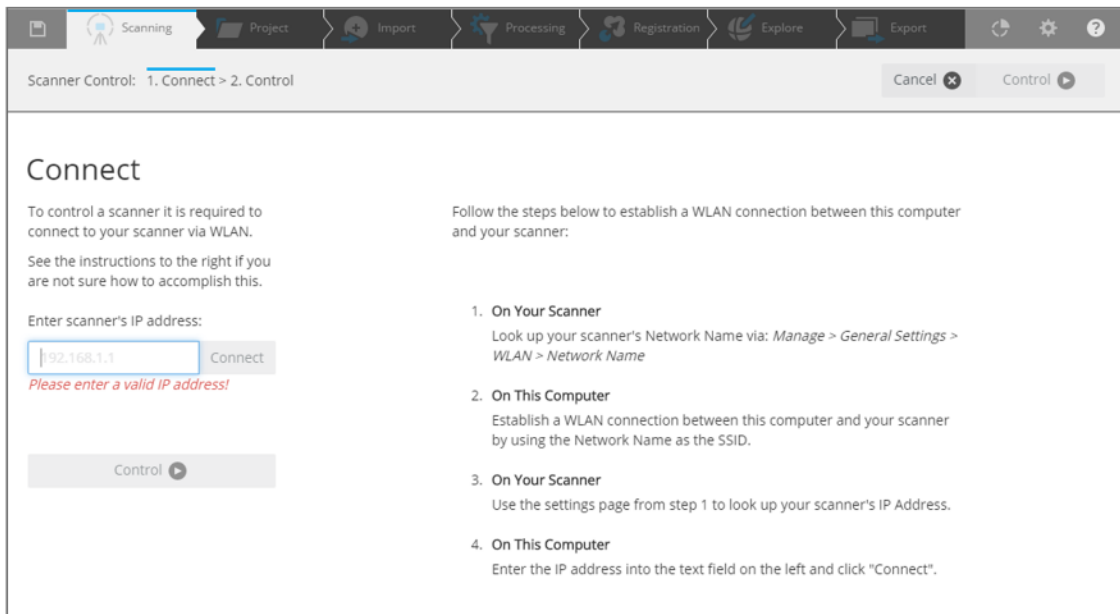 Scanning
Project
Import
Processing
Registration
Explore
Export
Scanner Control: 1. Connect > 2. Control
Cancel
Control
Connect
To control a scanner it is required to
connect to your scanner via WLAN.
See the instructions to the right if you
are not sure how to accomplish this.
Enter scanner's IP address:
192.168.1.1
Connect
Please enter a valid IP address!
Control
Follow the steps below to establish a WLAN connection between this computer
and your scanner:
1. On Your Scanner
Look up your scanner's Network Name via: Manage > General Settings >
WLAN > Network Name
2. On This Computer
Establish a WLAN connection between this computer and your scanner
by using the Network Name as the SSID.
3. On Your Scanner
Use the settings page from step 1 to look up your scanner's IP Address.
4. On This Computer
Enter the IP address into the text field on the left and click "Connect".